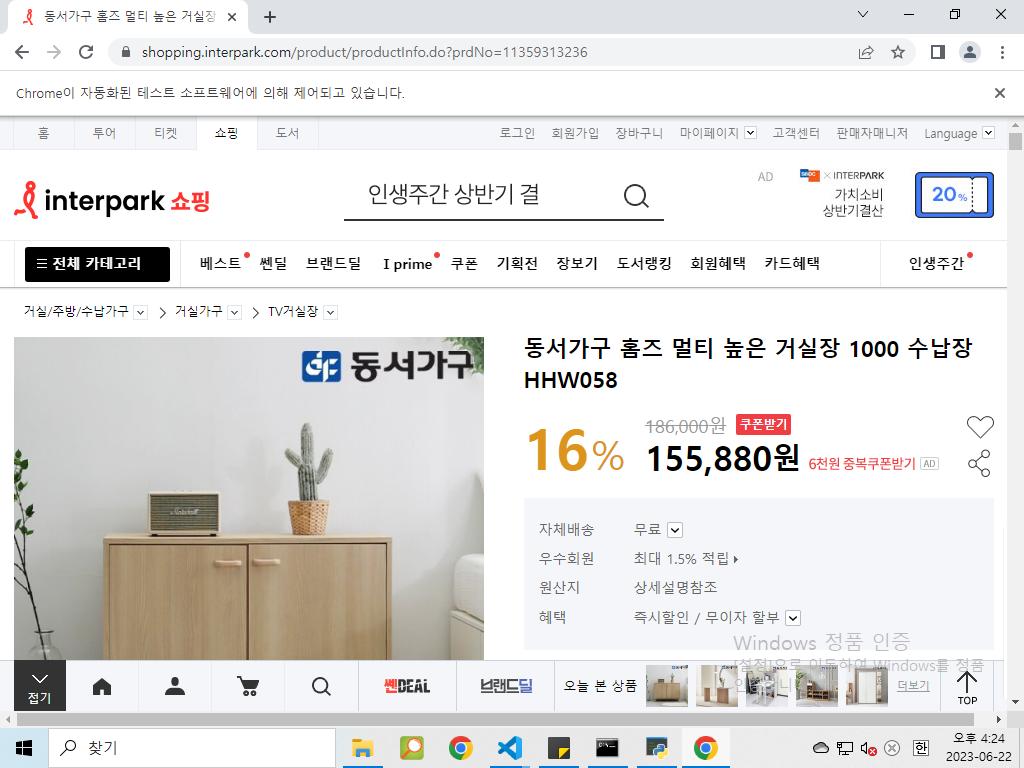 동서가구 홈즈 멀티 높은 거실장
shopping.interpark.com/product/productInfo.do?prdNo=11359313236
Chrome이 자동화된 테스트 소프트웨어에 의해 제어되고 있습니다.
홈 투어 티켓 쇼핑 도서 로그인 회원가입 장바구니 마이페이지 고객센터 판매자매니저 Language
interpark 쇼핑
인생주간 상반기 결
AD
× INTERPARK
가치소비
상반기결산
20%
전체 카테고리 베스트 쎈딜 브랜드딜 I prime 쿠폰 기획전 장보기 도서랭킹 회원혜택 카드혜택 인생주간
거실/주방/수납가구 > 거실가구 > TV거실장
동서가구
Marshall
동서가구 홈즈 멀티 높은 거실장 1000 수납장
HHW058
16%
186,000원 쿠폰받기
155,880원 6천원 중복쿠폰받기 AD
자체배송 무료
우수회원 최대 1.5% 적립
원산지 상세설명참조
혜택 즉시할인 / 무이자 할부
Windows 정품 인증
[설정]으로 이동하여 Windows를 정품
접기
쎈DEAL
브랜드딜
오늘 본 상품
더보기
TOP
찾기
한
오후 4:24
2023-06-22